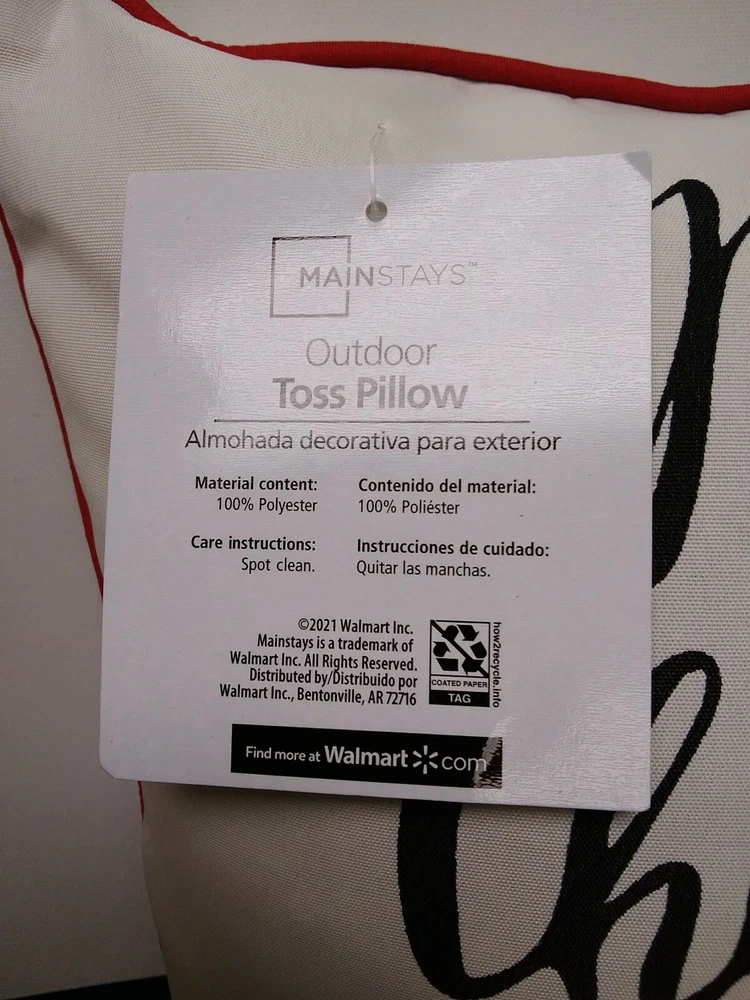 MAINSTAYS™
Outdoor
Toss Pillow
Almohada decorativa para exterior
Material content:
100% Polyester
Contenido del material:
100% Poliéster
Care instructions:
Spot clean.
Instrucciones de cuidado:
Quitar las manchas.
©2021 Walmart Inc.
Mainstays is a trademark of
Walmart Inc. All Rights Reserved.
Distributed by/Distribuido por
Walmart Inc., Bentonville, AR 72716
COATED PAPER
TAG
how2recycle.info
Find more at Walmart com